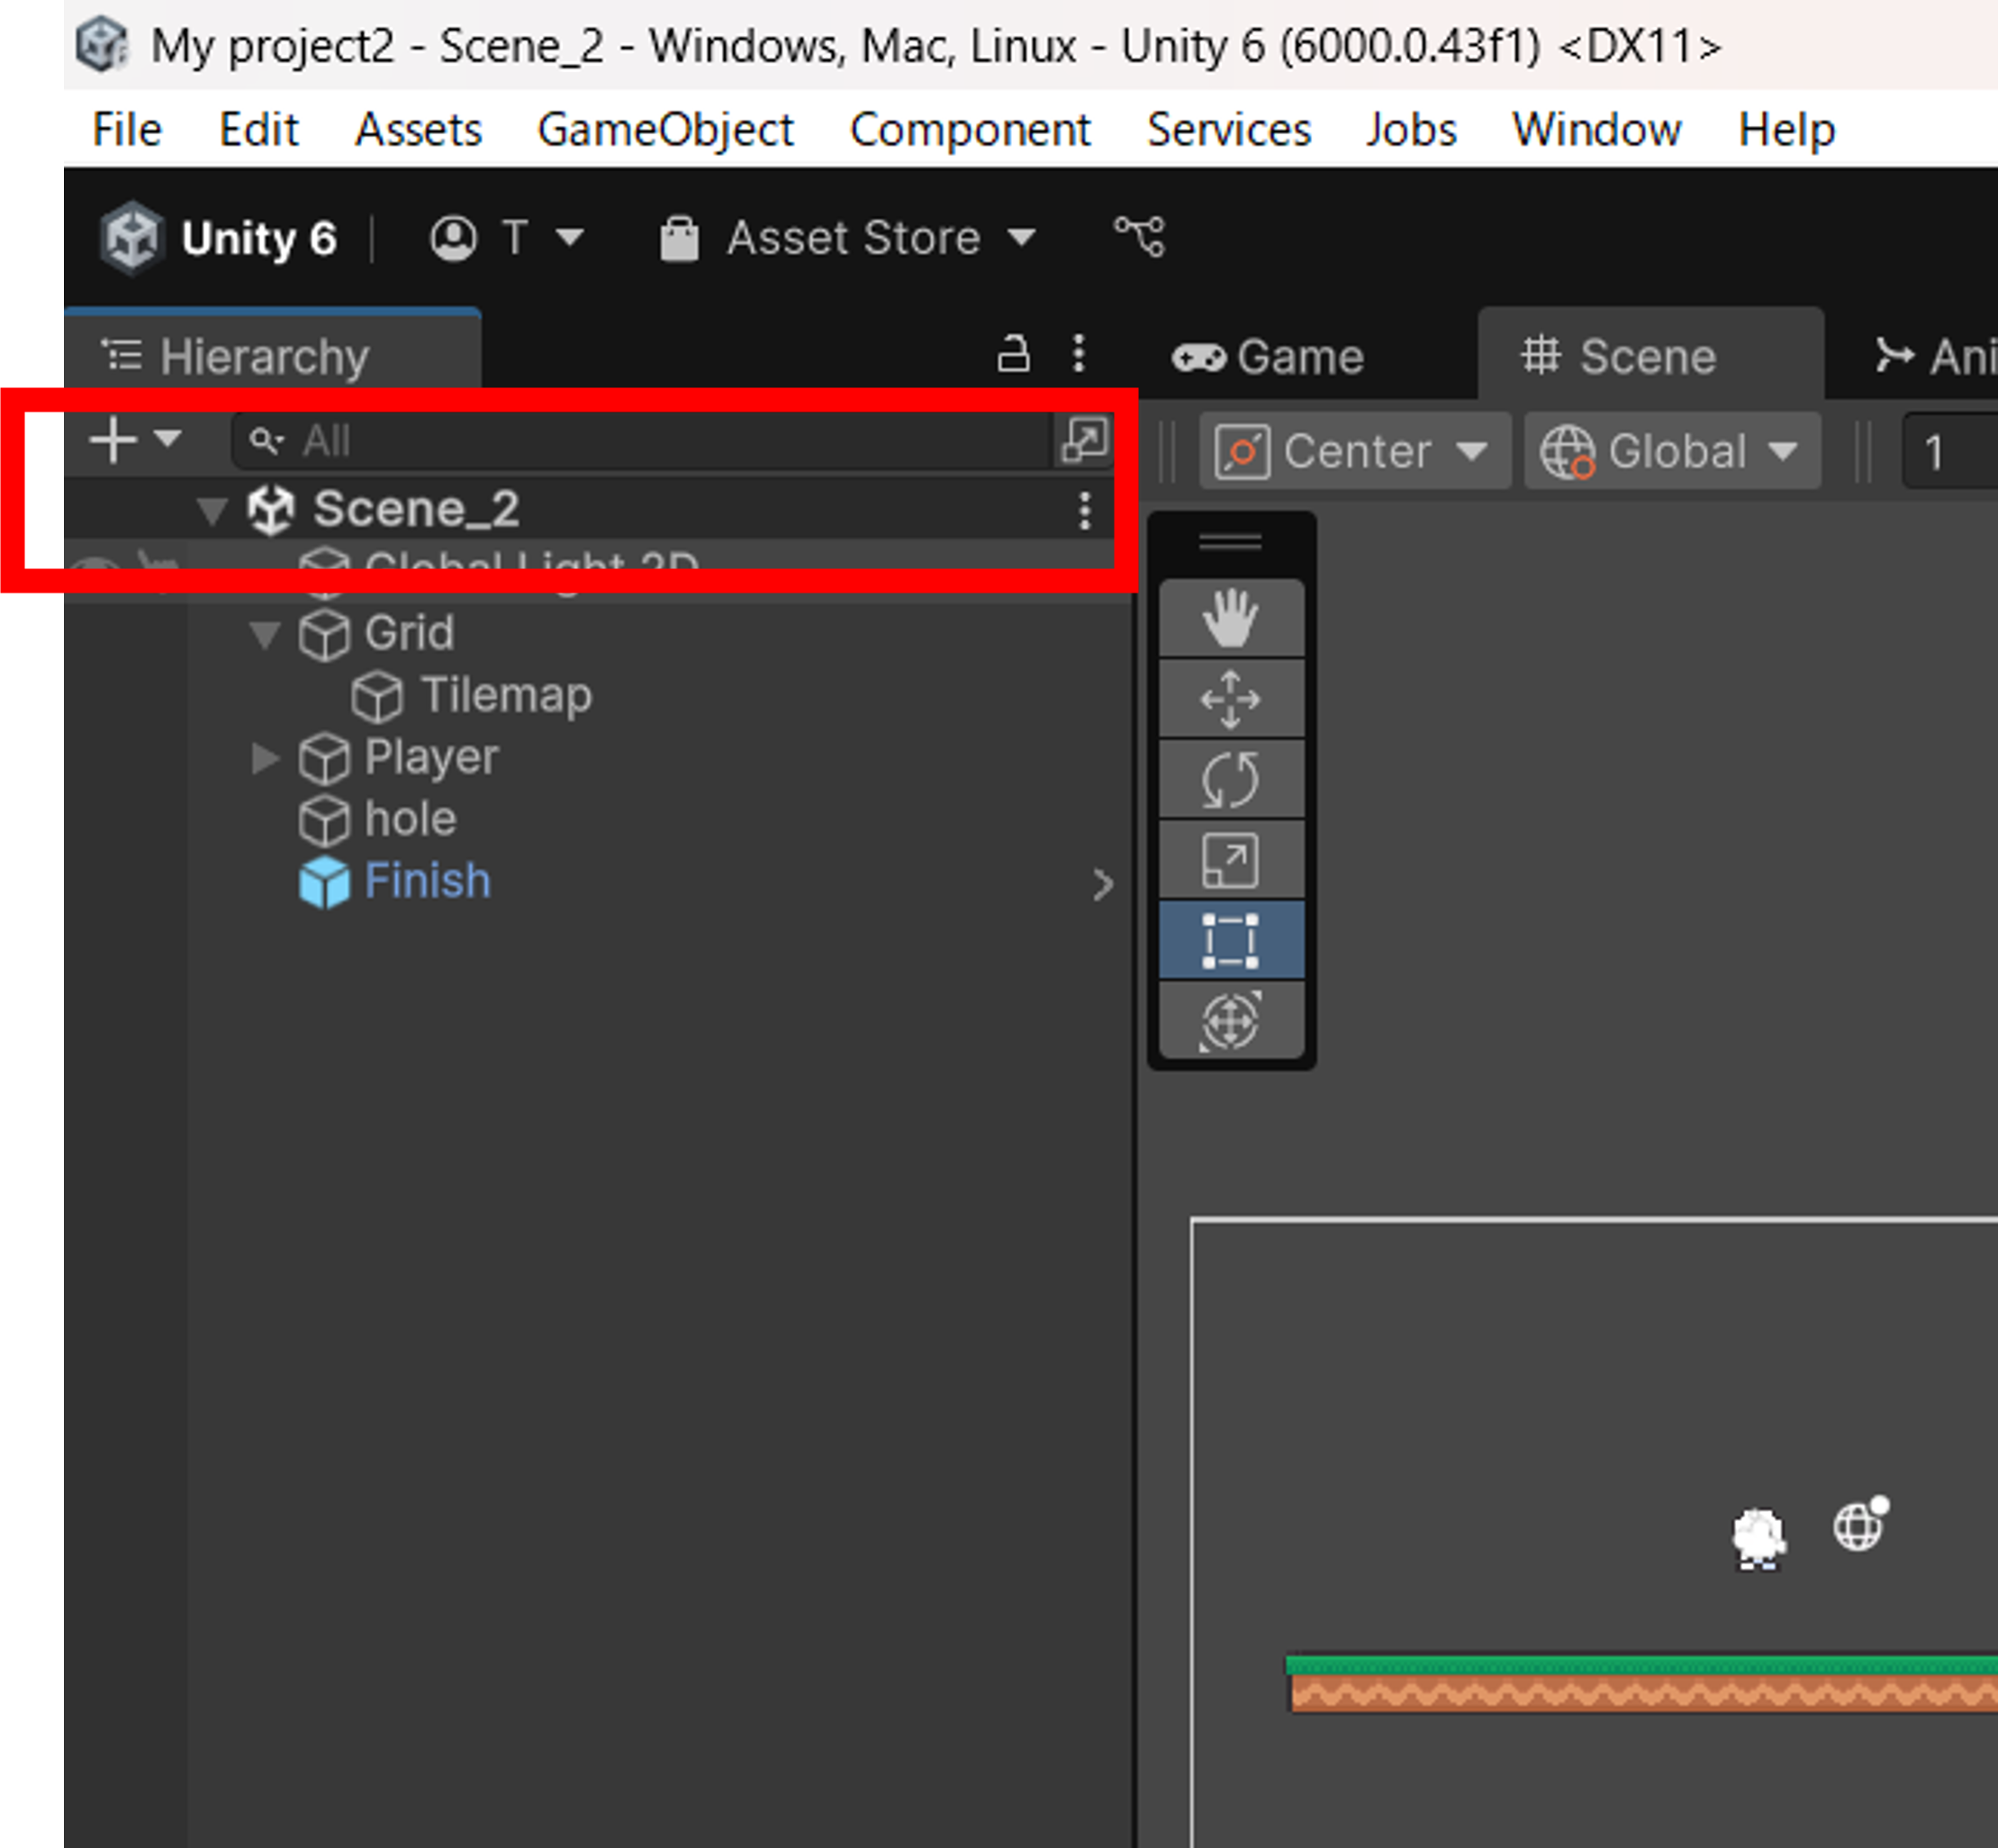 My project2 - Scene_2 - Windows, Mac, Linux - Unity 6 (6000.0.43f1) <DX11>
File Edit Assets GameObject Component Services Jobs Window Help
Unity 6 T Asset Store
Hierarchy
Game Scene Ani
All
Center Global 1
Scene_2
Global Light 2D
Grid
Tilemap
Player
hole
Finish